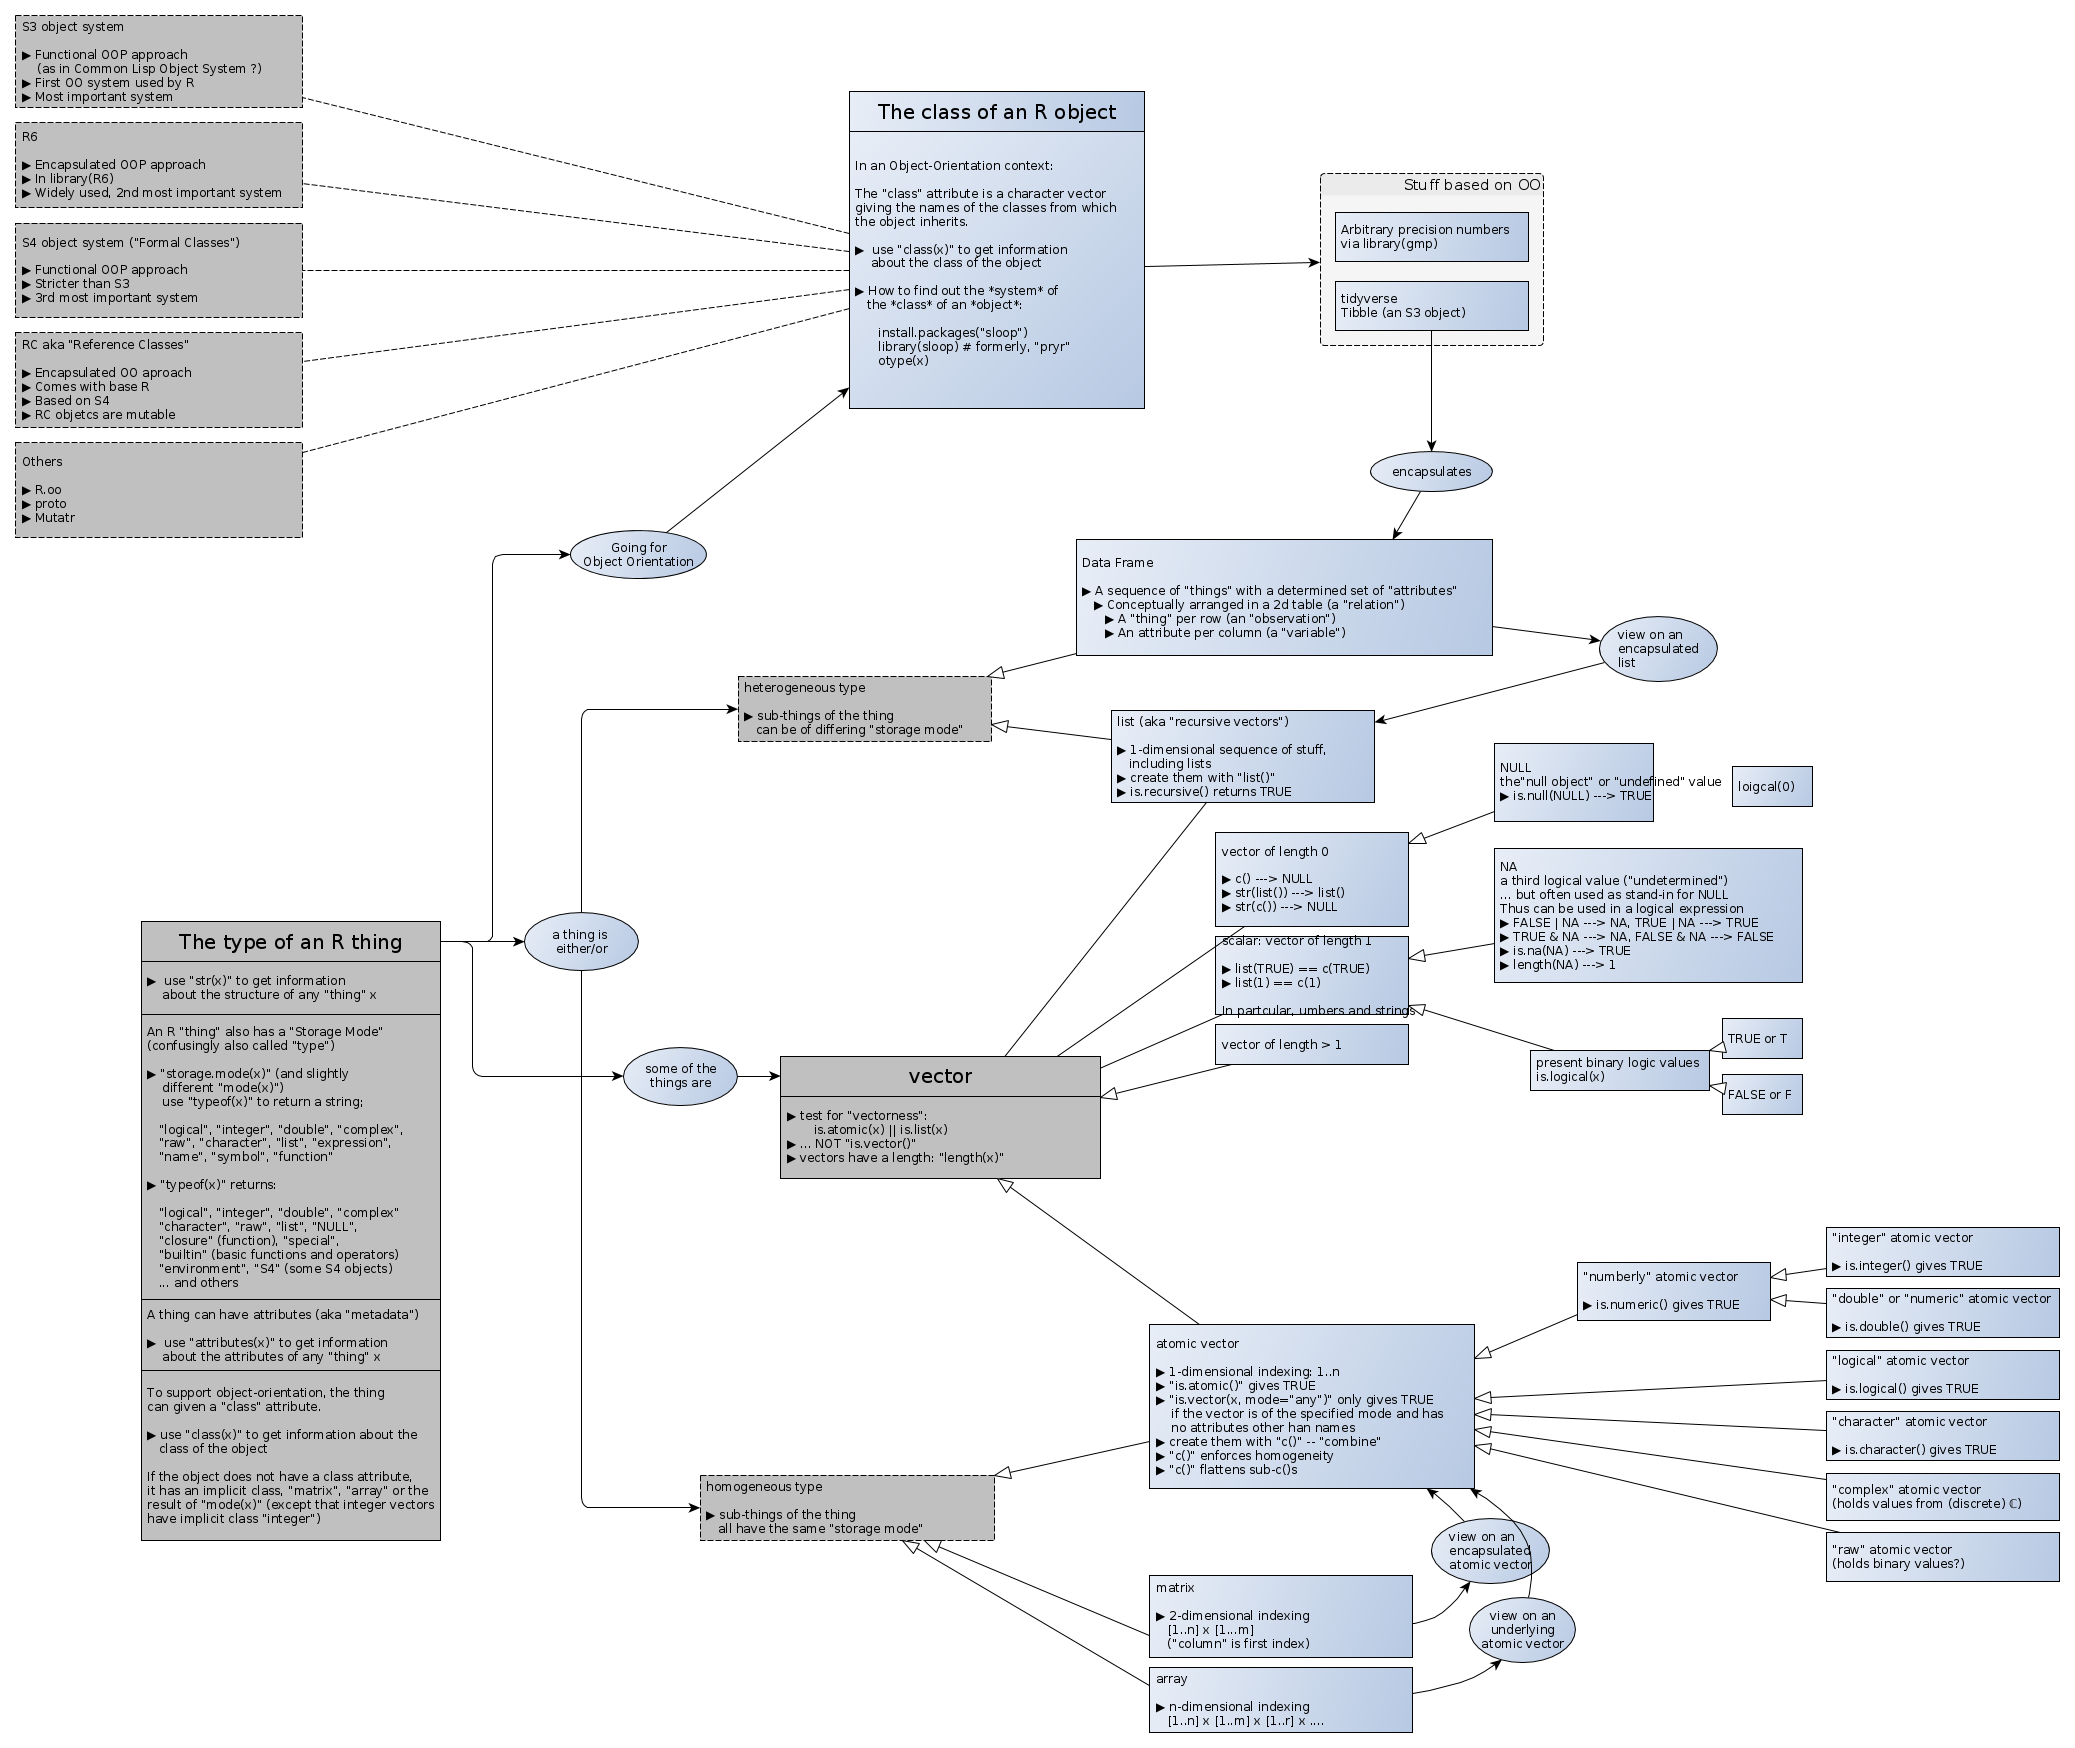 S3 object system
▶ Functional OOP approach
(as in Common Lisp Object System ?)
▶ First OO system used by R
▶ Most important system
R6
▶ Encapsulated OOP approach
▶ In library(R6)
▶ Widely used, 2nd most important system
S4 object system ("Formal Classes")
▶ Functional OOP approach
▶ Stricter than S3
▶ 3rd most important system
RC aka "Reference Classes"
▶ Encapsulated OO aproach
▶ Comes with base R
▶ Based on S4
▶ RC objetcs are mutable
Others
▶ R.oo
▶ proto
▶ Mutatr
The class of an R object
In an Object-Orientation context:
The "class" attribute is a character vector
giving the names of the classes from which
the object inherits.
▶ use "class(x)" to get information
about the class of the object
▶ How to find out the *system* of
the *class* of an *object*:
install.packages("sloop")
library(sloop) # formerly, "pryr"
otype(x)
Stuff based on OO
Arbitrary precision numbers
via library(gmp)
tidyverse
Tibble (an S3 object)
encapsulates
Going for
Object Orientation
Data Frame
▶ A sequence of "things" with a determined set of "attributes"
▶ Conceptually arranged in a 2d table (a "relation")
▶ A "thing" per row (an "observation")
▶ An attribute per column (a "variable")
view on an
encapsulated
list
heterogeneous type
▶ sub-things of the thing
can be of differing "storage mode"
list (aka "recursive vectors")
▶ 1-dimensional sequence of stuff,
including lists
▶ create them with "list()"
▶ is.recursive() returns TRUE
NULL
the"null object" or "undefined" value
▶ is.null(NULL) ---> TRUE
loigcal(0)
vector of length 0
▶ c() ---> NULL
▶ str(list()) ---> list()
▶ str(c()) ---> NULL
NA
a third logical value ("undetermined")
... but often used as stand-in for NULL
Thus can be used in a logical expression
▶ FALSE | NA ---> NA, TRUE | NA ---> TRUE
▶ TRUE & NA ---> NA, FALSE & NA ---> FALSE
▶ is.na(NA) ---> TRUE
▶ length(NA) ---> 1
scalar: vector of length 1
▶ list(TRUE) == c(TRUE)
▶ list(1) == c(1)
In partcular, umbers and strings
vector of length > 1
TRUE or T
present binary logic values
is.logical(x)
FALSE or F
The type of an R thing
▶ use "str(x)" to get information
about the structure of any "thing" x
An R "thing" also has a "Storage Mode"
(confusingly also called "type")
▶ "storage.mode(x)" (and slightly
different "mode(x)")
use "typeof(x)" to return a string;
"logical", "integer", "double", "complex",
"raw", "character", "list", "expression",
"name", "symbol", "function"
▶ "typeof(x)" returns:
"logical", "integer", "double", "complex"
"character", "raw", "list", "NULL",
"closure" (function), "special",
"builtin" (basic functions and operators)
"environment", "S4" (some S4 objects)
... and others
A thing can have attributes (aka "metadata")
▶ use "attributes(x)" to get information
about the attributes of any "thing" x
To support object-orientation, the thing
can given a "class" attribute.
▶ use "class(x)" to get information about the
class of the object
If the object does not have a class attribute,
it has an implicit class, "matrix", "array" or the
result of "mode(x)" (except that integer vectors
have implicit class "integer")
a thing is
either/or
some of the
things are
vector
▶ test for "vectorness":
is.atomic(x) || is.list(x)
▶ ... NOT "is.vector()"
▶ vectors have a length: "length(x)"
"integer" atomic vector
▶ is.integer() gives TRUE
"numberly" atomic vector
▶ is.numeric() gives TRUE
"double" or "numeric" atomic vector
▶ is.double() gives TRUE
atomic vector
▶ 1-dimensional indexing: 1..n
▶ "is.atomic()" gives TRUE
▶ "is.vector(x, mode="any")" only gives TRUE
if the vector is of the specified mode and has
no attributes other han names
▶ create them with "c()" -- "combine"
▶ "c()" enforces homogeneity
▶ "c()" flattens sub-c()s
"logical" atomic vector
▶ is.logical() gives TRUE
"character" atomic vector
▶ is.character() gives TRUE
"complex" atomic vector
(holds values from (discrete) ℂ)
"raw" atomic vector
(holds binary values?)
homogeneous type
▶ sub-things of the thing
all have the same "storage mode"
view on an
encapsulated
atomic vector
matrix
▶ 2-dimensional indexing
[1..n] x [1...m]
("column" is first index)
view on an
underlying
atomic vector
array
▶ n-dimensional indexing
[1..n] x [1..m] x [1..r] x ....